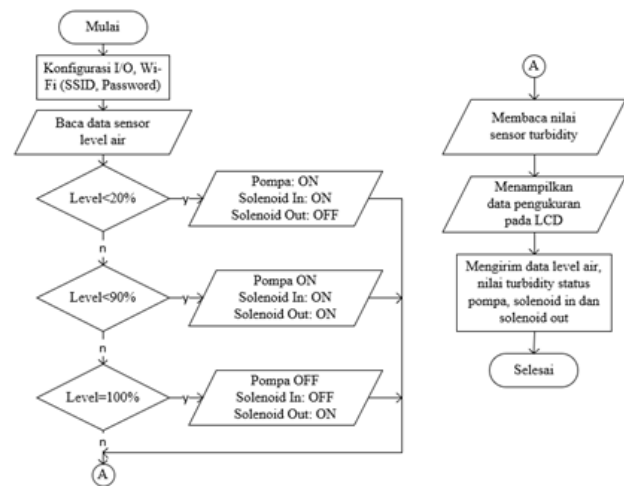 Mulai
Konfigurasi I/O, Wi-
Fi (SSID, Password)
Baca data sensor
level air
Level<20%
y
Pompa: ON
Solenoid In: ON
Solenoid Out: OFF
n
Level<90%
y
Pompa ON
Solenoid In: ON
Solenoid Out: ON
n
Level=100%
y
Pompa OFF
Solenoid In: OFF
Solenoid Out: ON
n
A
A
Membaca nilai
sensor turbidity
Menampilkan
data pengukuran
pada LCD
Mengirim data level air,
nilai turbidity status
pompa, solenoid in dan
solenoid out
Selesai